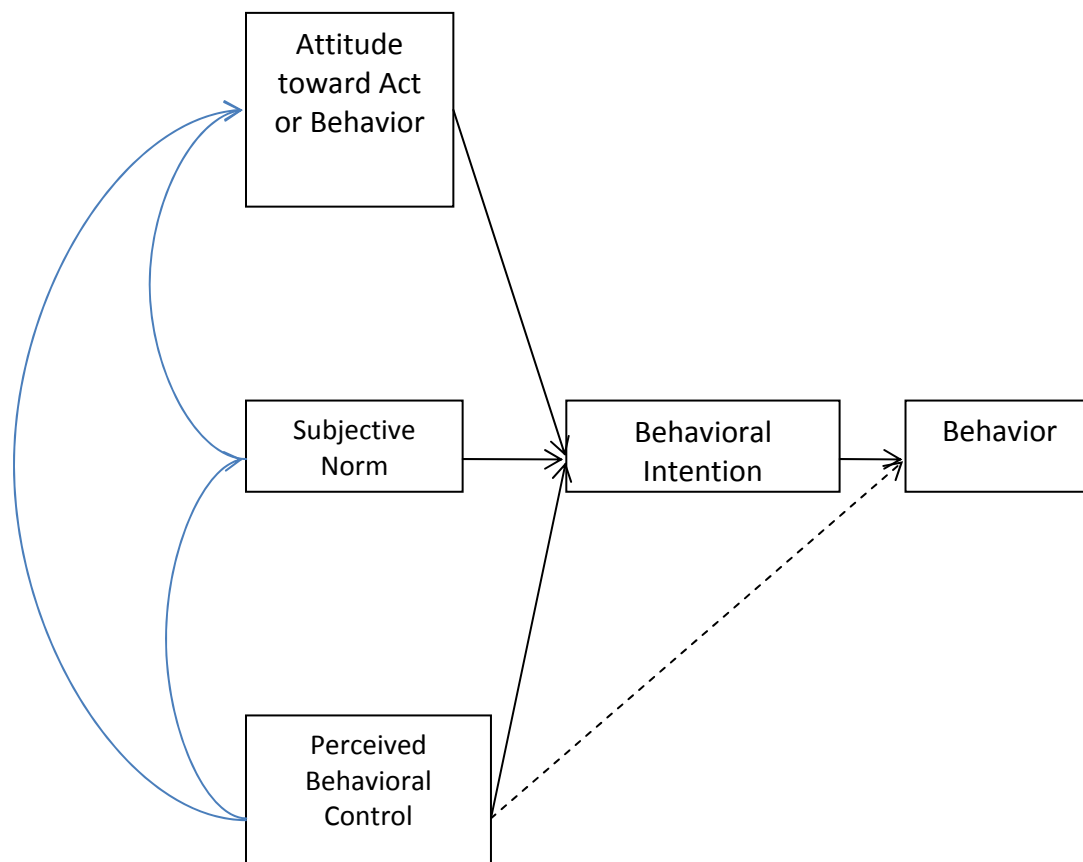 Attitude
toward Act
or Behavior
Subjective
Norm
Behavioral
Intention
Behavior
Perceived
Behavioral
Control